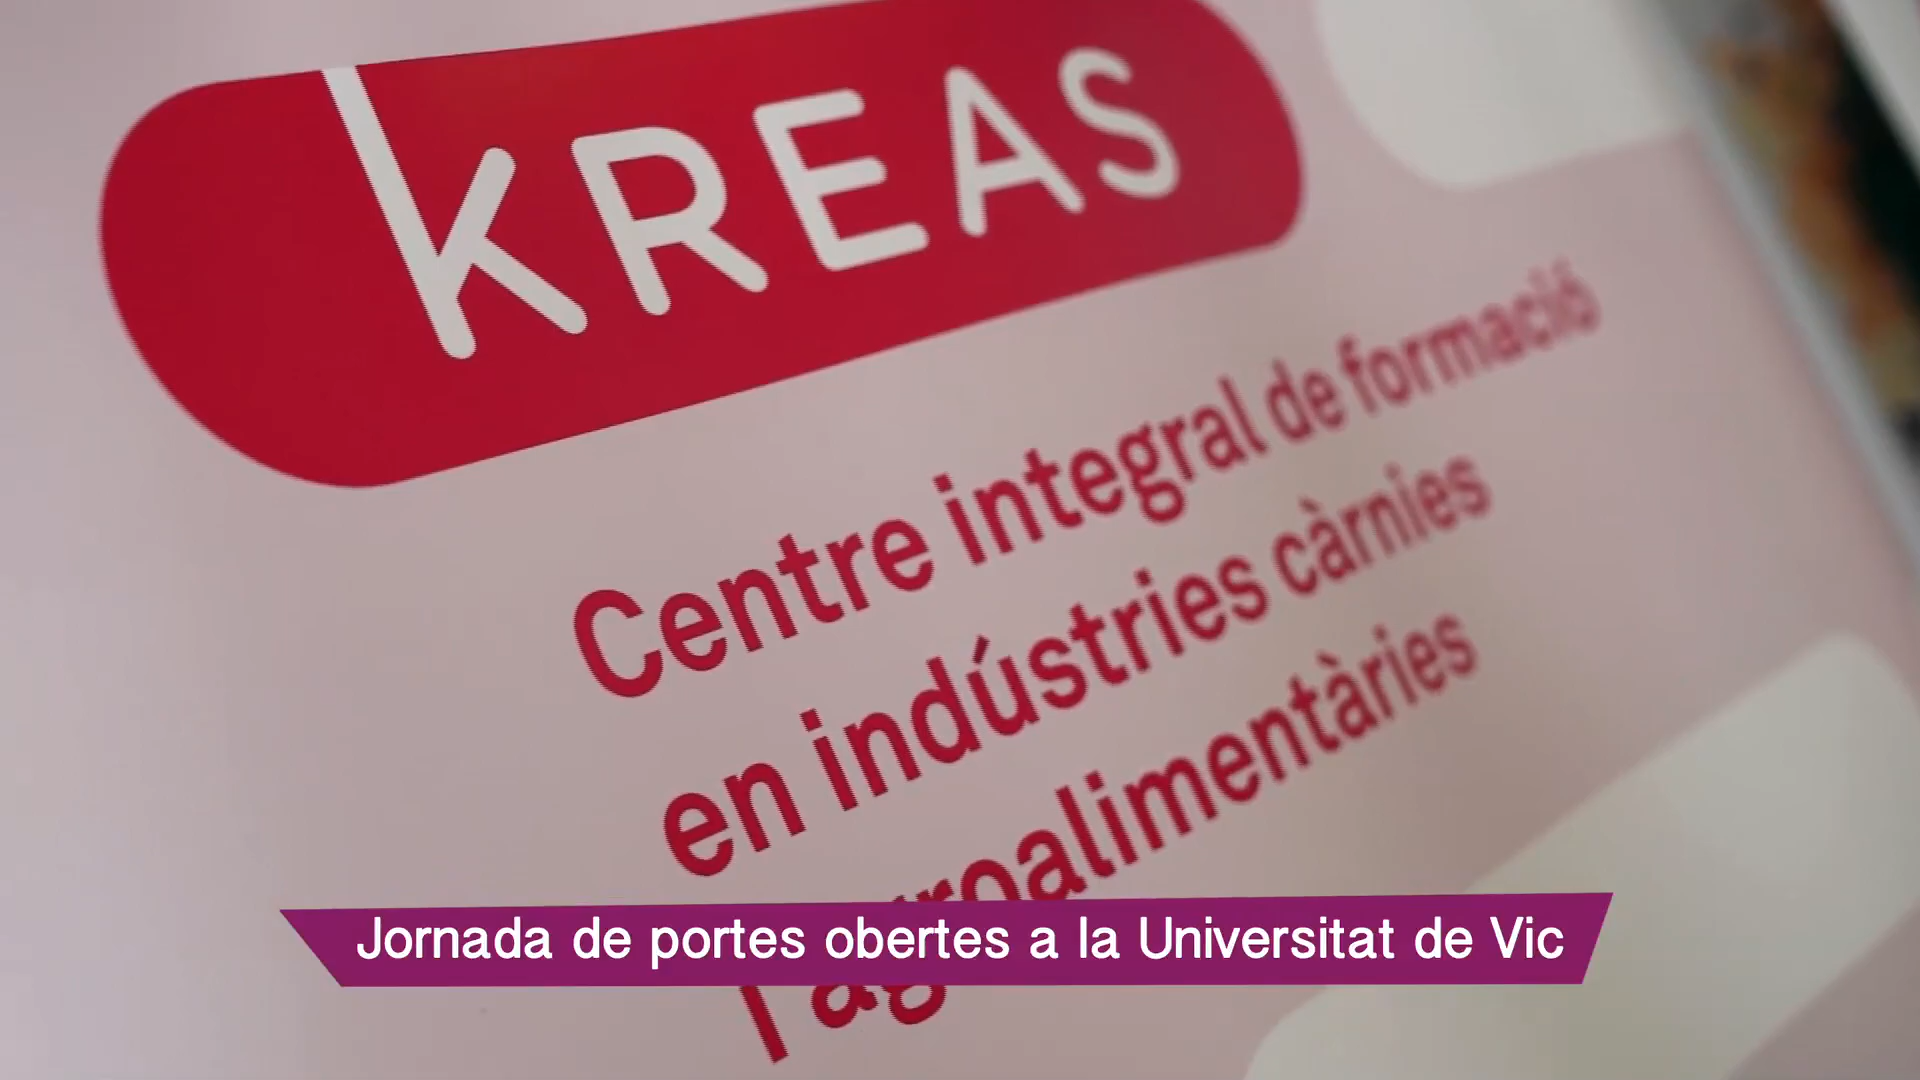 KREAS
Centre integral de formació
en indústries càrnies
i agroalimentàries
Jornada de portes obertes a la Universitat de Vic